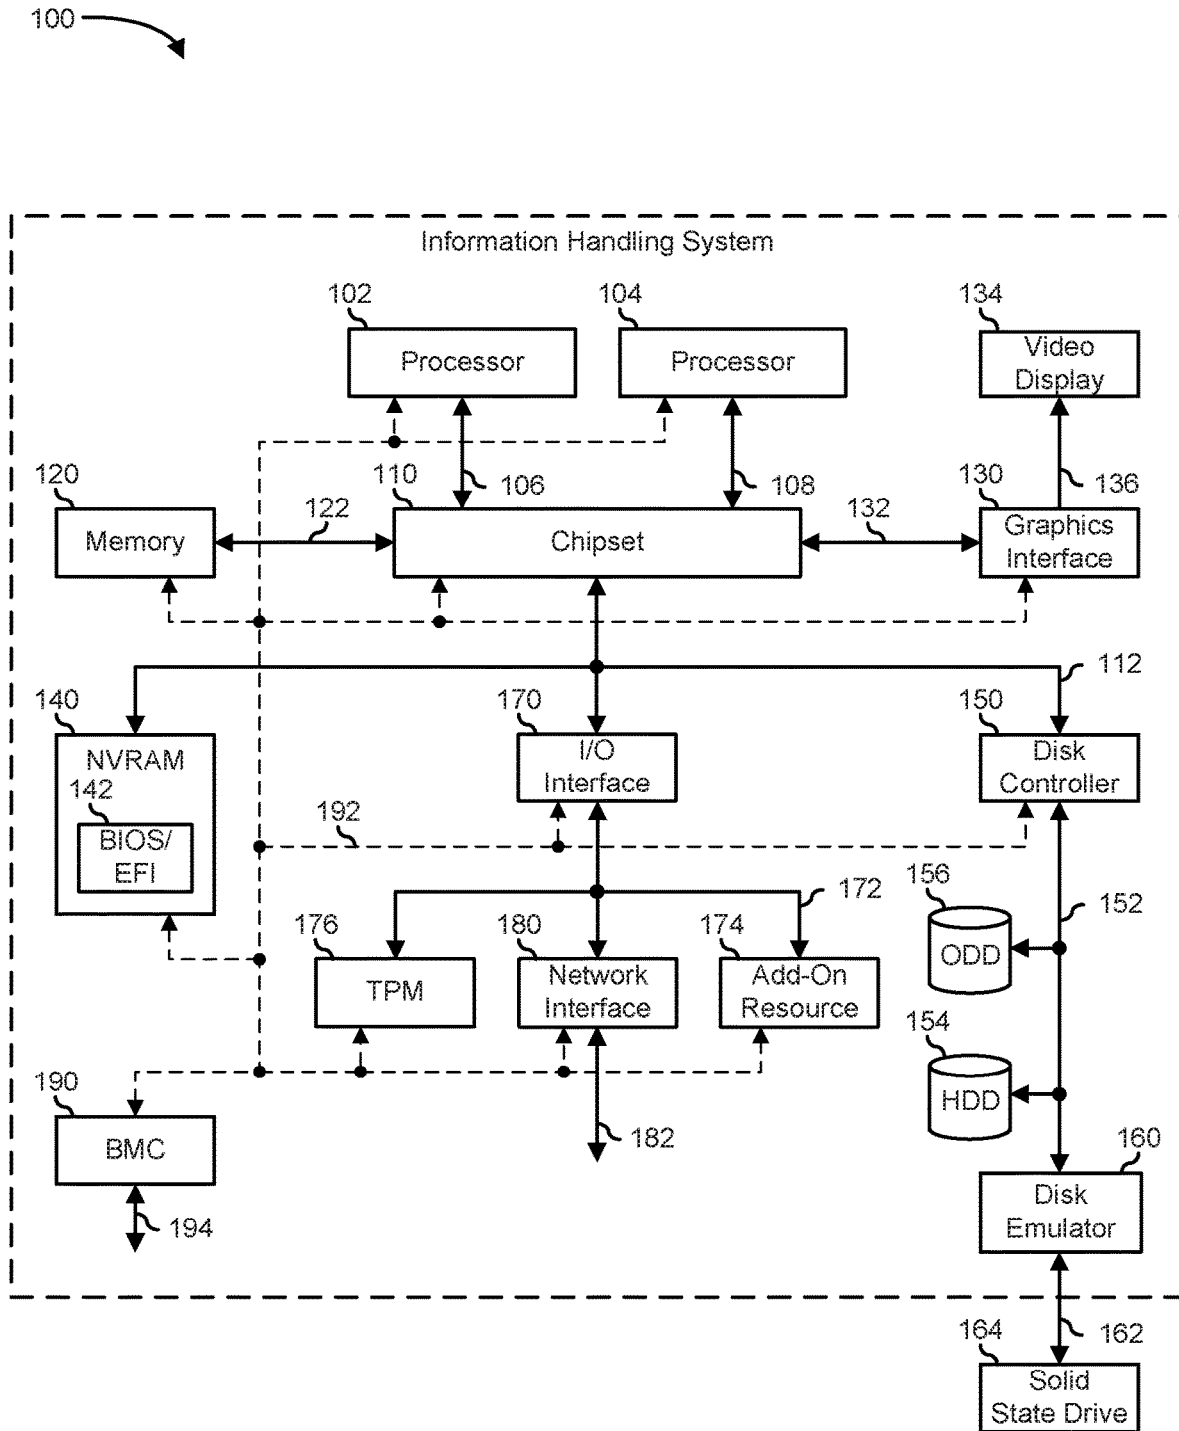 100
Information Handling System
102
104
134
Processor
Processor
Video
Display
120
110
106
108
130
136
122
132
Memory
Chipset
Graphics
Interface
112
140
170
150
NVRAM
I/O
Interface
Disk
Controller
142
BIOS/
EFI
192
156
172
152
176
180
174
ODD
TPM
Network
Interface
Add-On
Resource
154
HDD
190
BMC
182
160
194
Disk
Emulator
164
162
Solid
State Drive